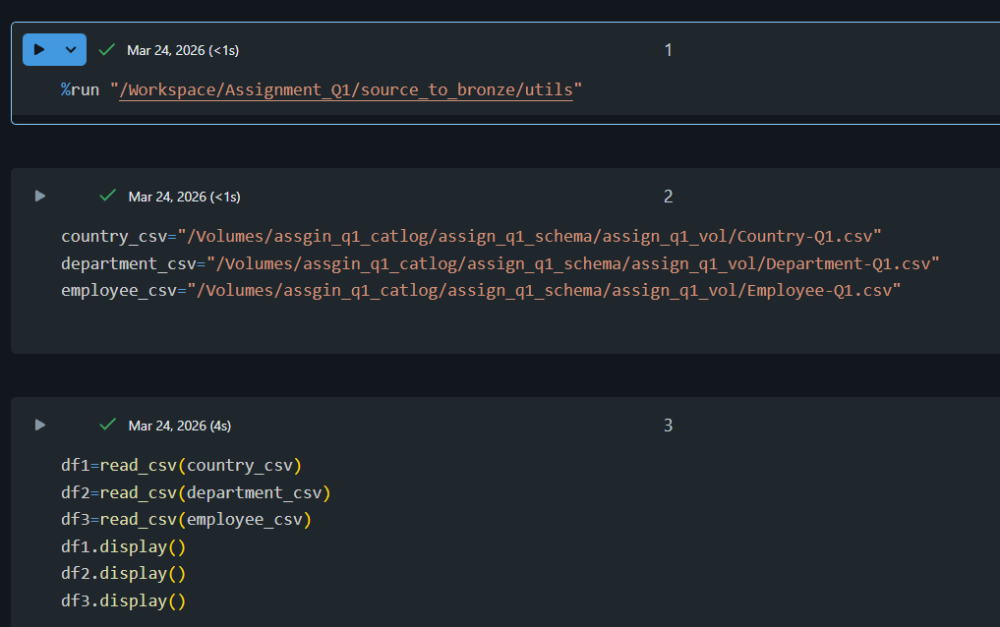 Mar 24, 2026 (<1s)
1
%run "/Workspace/Assignment_Q1/source_to_bronze/utils"
Mar 24, 2026 (<1s)
2
country_csv="/Volumes/assgin_q1_catlog/assign_q1_schema/assign_q1_vol/Country-Q1.csv"
department_csv="/Volumes/assgin_q1_catlog/assign_q1_schema/assign_q1_vol/Department-Q1.csv"
employee_csv="/Volumes/assgin_q1_catlog/assign_q1_schema/assign_q1_vol/Employee-Q1.csv"
Mar 24, 2026 (4s)
3
df1=read_csv(country_csv)
df2=read_csv(department_csv)
df3=read_csv(employee_csv)
df1.display()
df2.display()
df3.display()